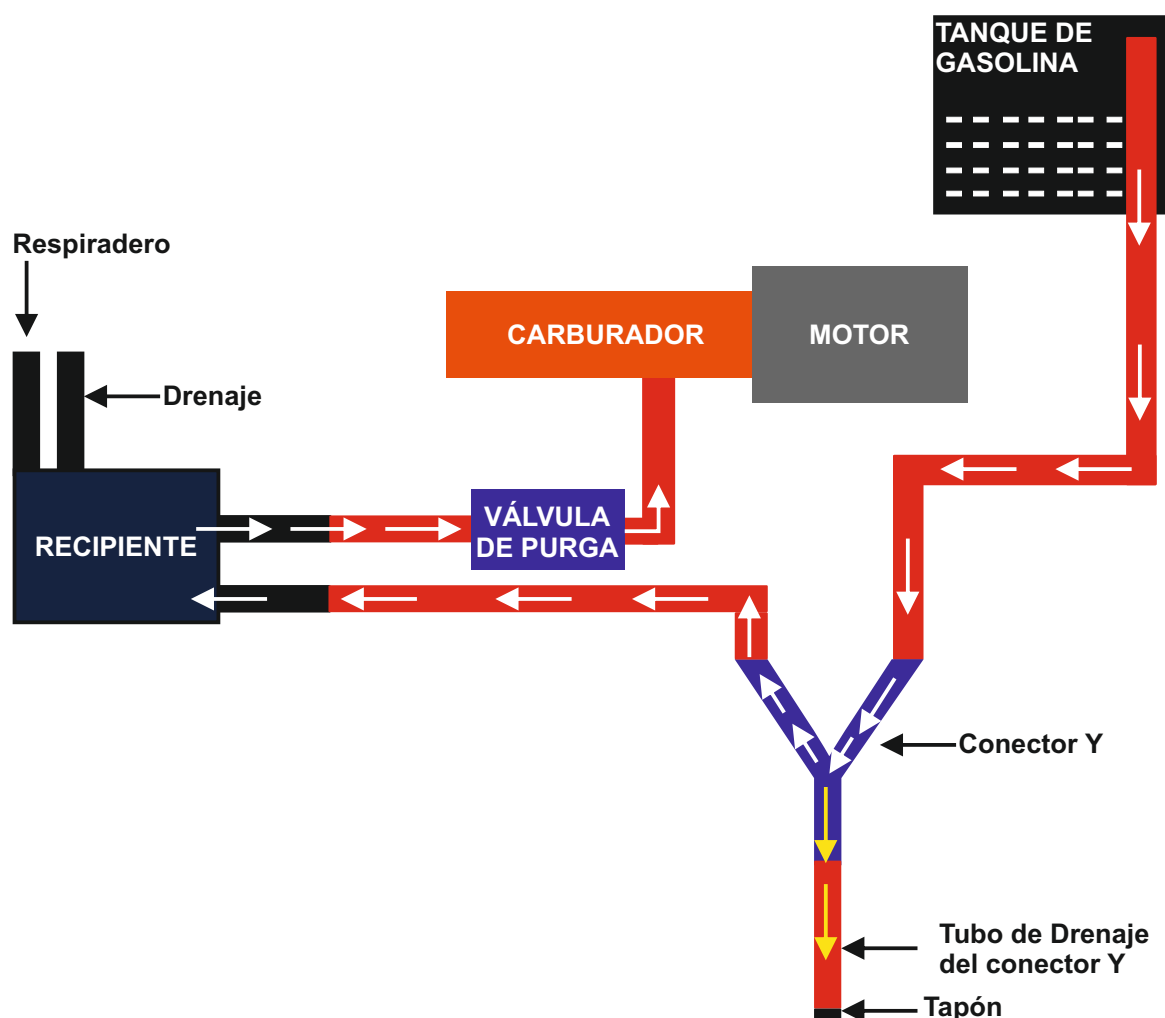 TANQUE DE
GASOLINA
Respiradero
CARBURADOR
MOTOR
Drenaje
VÁLVULA
DE PURGA
RECIPIENTE
Conector Y
Tubo de Drenaje
del conector Y
Tapón